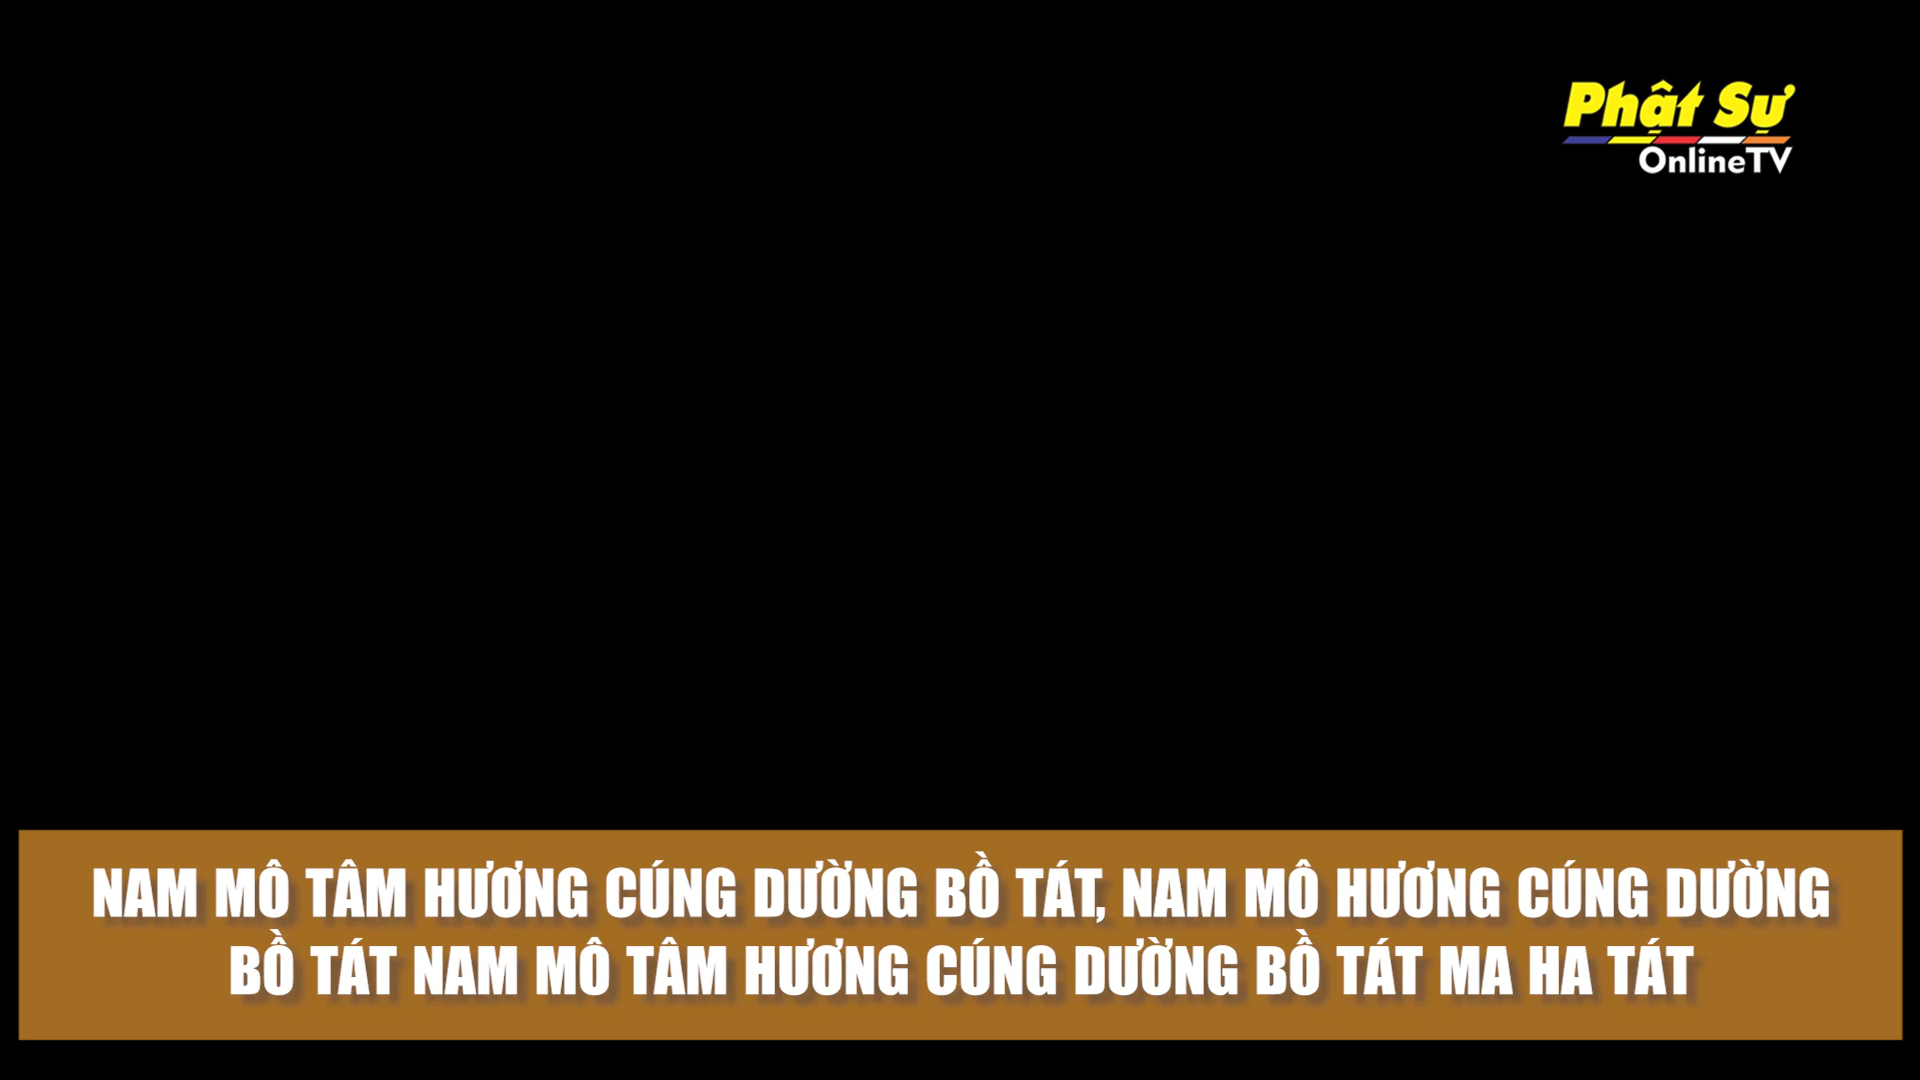 Phật Sự
OnlineTV
NAM MÔ TÂM HƯƠNG CÚNG DƯỜNG BỒ TÁT, NAM MÔ HƯƠNG CÚNG DƯỜNG
BỒ TÁT NAM MÔ TÂM HƯƠNG CÚNG DƯỜNG BỒ TÁT MA HA TÁT